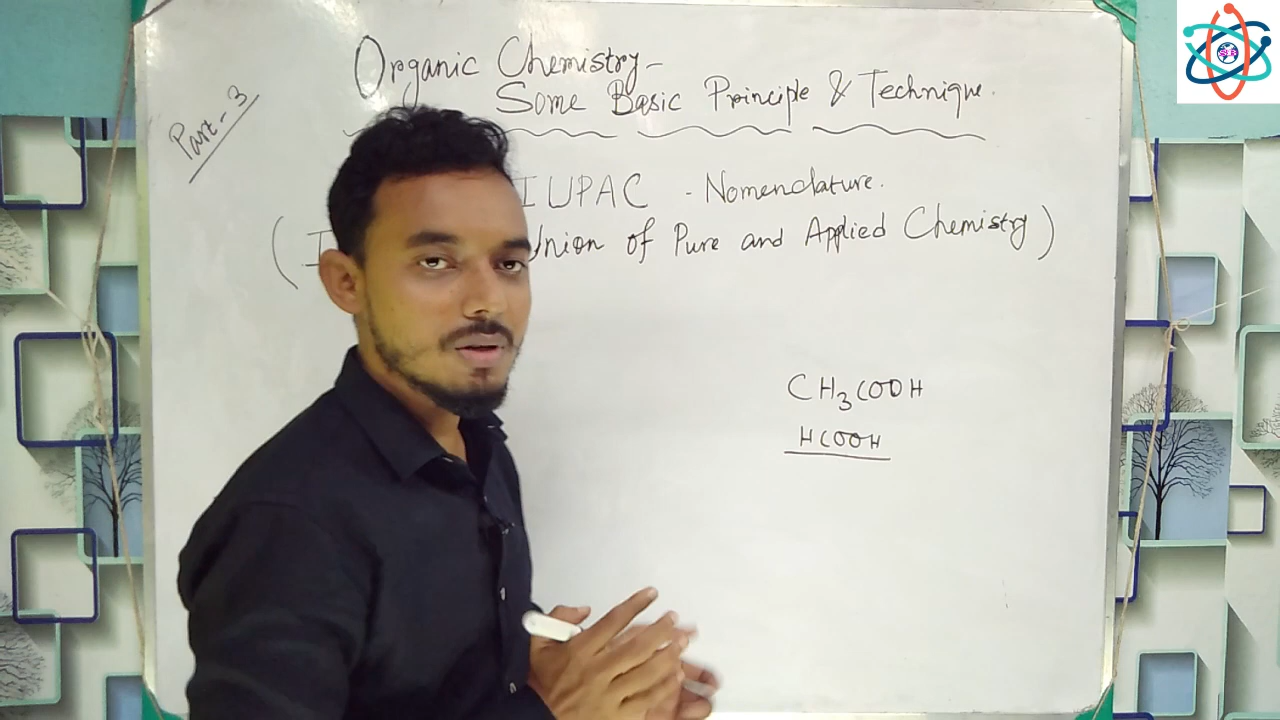 Organic Chemistry-
Some Basic Principle & Technique.
Part-3
IUPAC - Nomenclature.
( Union of Pure and Applied Chemistry)
CH3COOH
HCOOH